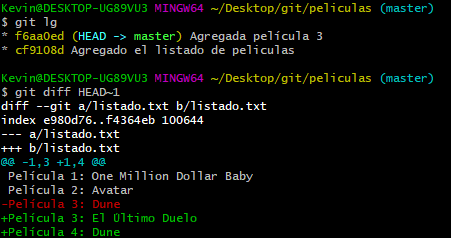 Kevin@DESKTOP-UG89VU3 MINGW64 ~/Desktop/git/peliculas (master)
$ git lg
* f6aa0ed (HEAD -> master) Agregada película 3
* cf9108d Agregado el listado de peliculas
Kevin@DESKTOP-UG89VU3 MINGW64 ~/Desktop/git/peliculas (master)
$ git diff HEAD~1
diff --git a/listado.txt b/listado.txt
index e980d76..f4364eb 100644
--- a/listado.txt
+++ b/listado.txt
@@ -1,3 +1,4 @@
 Película 1: One Million Dollar Baby
 Película 2: Avatar
-Película 3: Dune
+Película 3: El Último Duelo
+Película 4: Dune